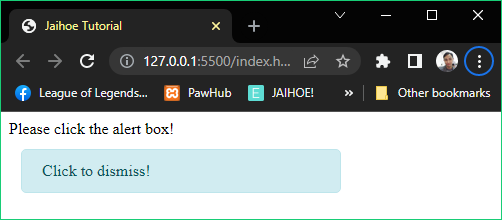 Jaihoe Tutorial
127.0.0.1:5500/index.h...
League of Legends...
PawHub
E
JAIHOE!
Other bookmarks
Please click the alert box!
Click to dismiss!